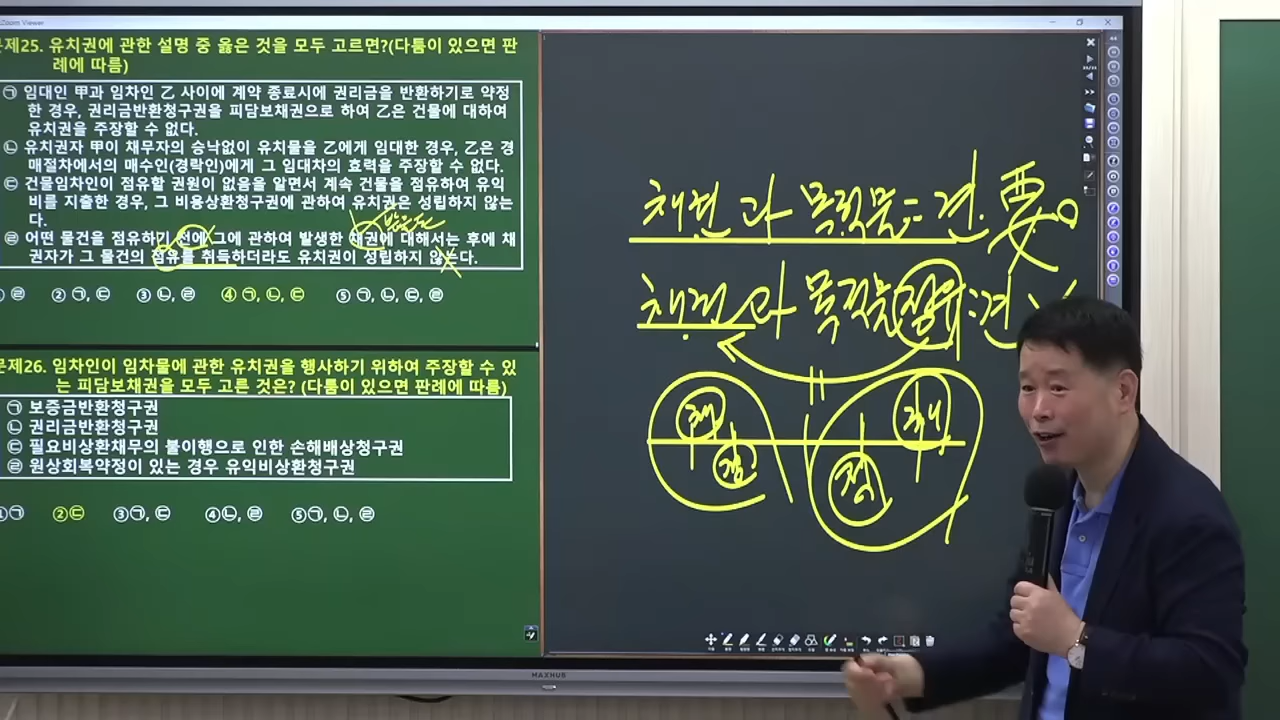 Zoom Viewer
문제25. 유치권에 관한 설명 중 옳은 것을 모두 고르면?(다툼이 있으면 판
례에 따름)
㉠ 임대인 甲과 임차인 乙 사이에 계약 종료시에 권리금을 반환하기로 약정
한 경우, 권리금반환청구권을 피담보채권으로 하여 乙은 건물에 대하여
유치권을 주장할 수 없다.
㉡ 유치권자 甲이 채무자의 승낙없이 유치물을 乙에게 임대한 경우, 乙은 경
매절차에서의 매수인(경락인)에게 그 임대차의 효력을 주장할 수 없다.
㉢ 건물임차인이 점유할 권원이 없음을 알면서 계속 건물을 점유하여 유익
비를 지출한 경우, 그 비용상환청구권에 관하여 유치권은 성립하지 않는
다.
㉣ 어떤 물건을 점유하기 전에 그에 관하여 발생한 채권에 대해서는 후에 채
권자가 그 물건의 점유를 취득하더라도 유치권이 성립하지 않는다.
㉣ ②㉠, ㉢ ③㉡, ㉣ ④㉠, ㉡, ㉢ ⑤㉠, ㉡, ㉢, ㉣
문제26. 임차인이 임차물에 관한 유치권을 행사하기 위하여 주장할 수 있
는 피담보채권을 모두 고른 것은? (다툼이 있으면 판례에 따름)
㉠ 보증금반환청구권
㉡ 권리금반환청구권
㉢ 필요비상환채무의 불이행으로 인한 손해배상청구권
㉣ 원상회복약정이 있는 경우 유익비상환청구권
①㉠ ②㉢ ③㉠, ㉢ ④㉡, ㉣ ⑤㉠, ㉡, ㉣
채권과 목적물: 견. 要○
채권과 목적물점유: 견
MAXHUB